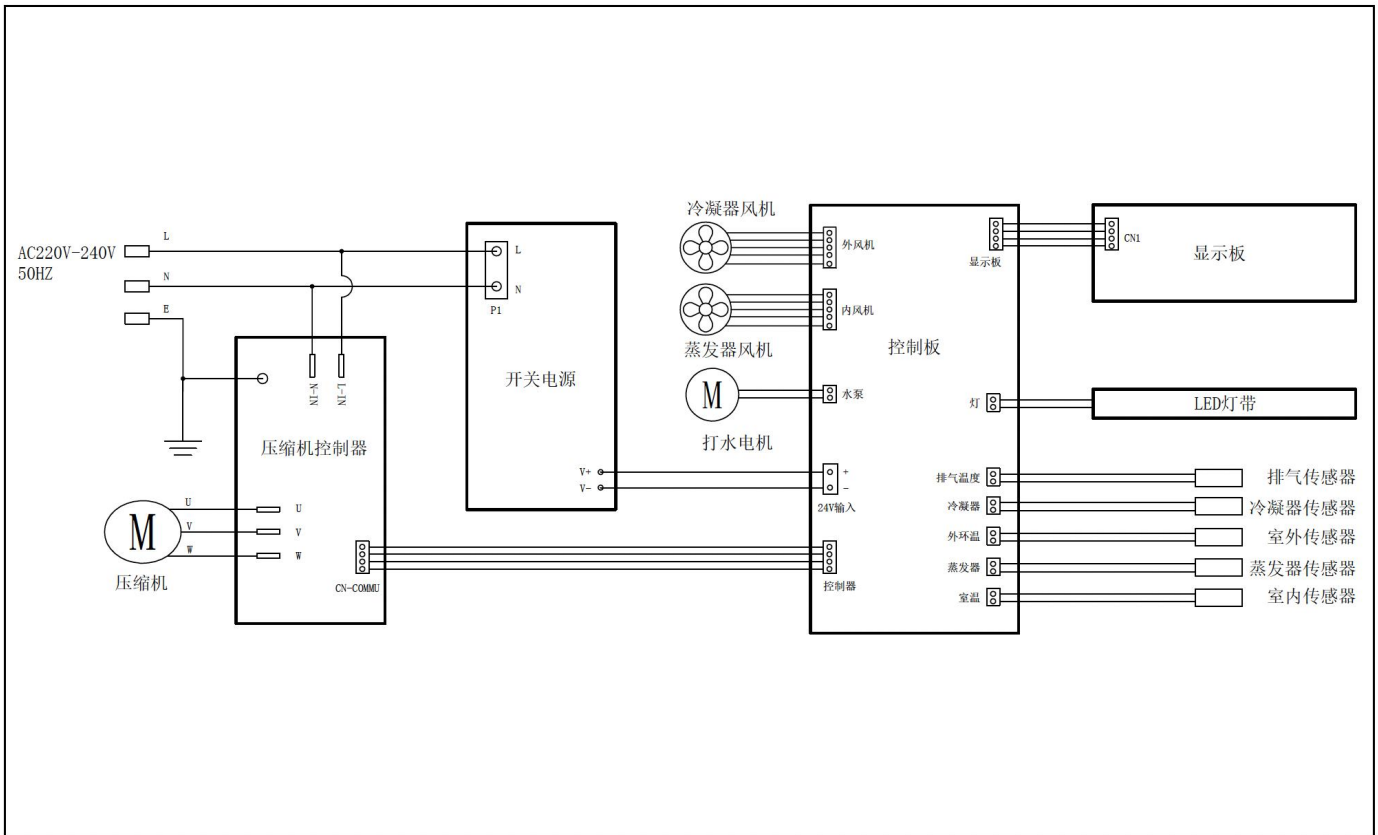 AC220V-240V
50HZ
L
N
E
L
N
P1
开关电源
V+
V-
N-IN
L-IN
压缩机控制器
U
V
W
U
V
W
M
压缩机
CN-COMMU
冷凝器风机
外风机
内风机
蒸发器风机
M
水泵
打水电机
+
-
24V输入
控制器
控制板
显示板
CN1
显示板
灯
LED灯带
排气温度
排气传感器
冷凝器
冷凝器传感器
外环温
室外传感器
蒸发器
蒸发器传感器
室温
室内传感器